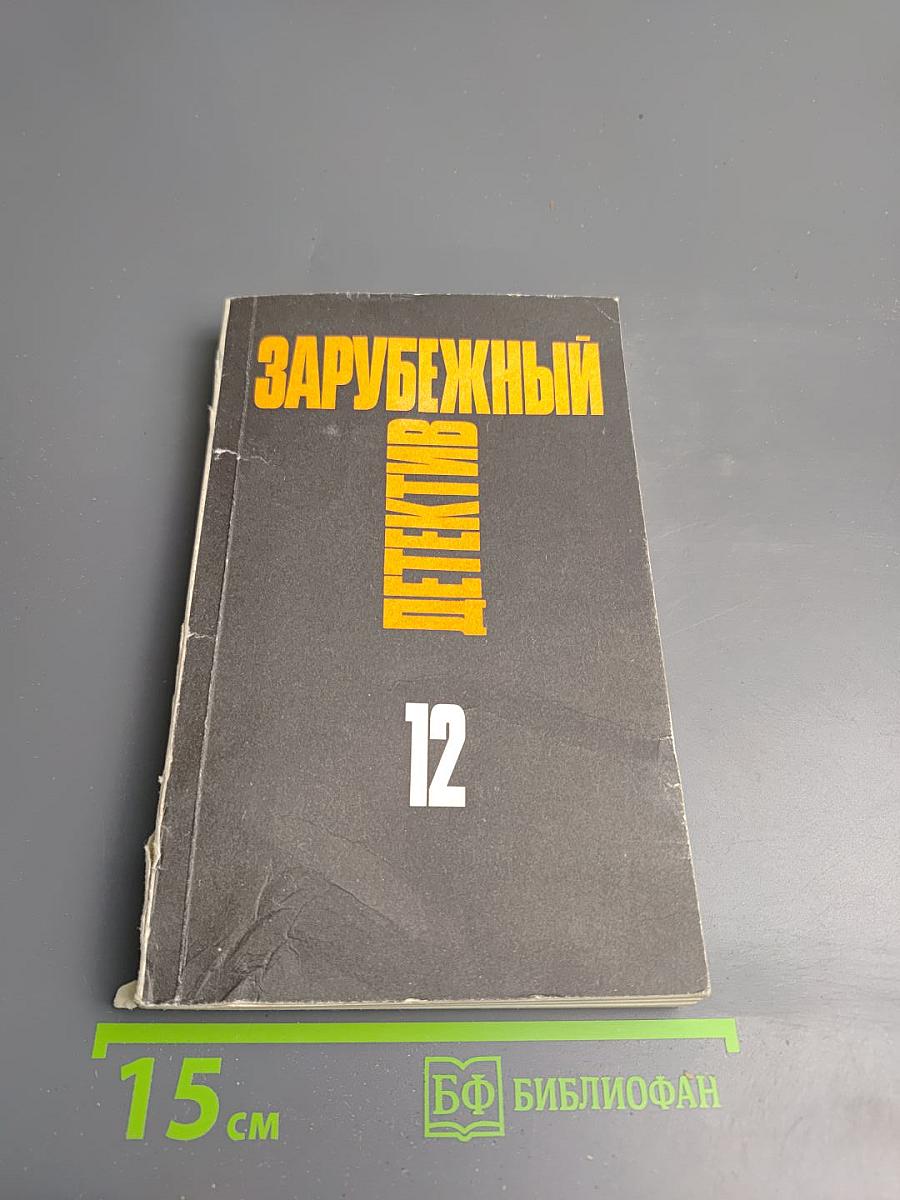 ЗАРУБЕЖНЫЙ
ДЕТЕКТИВ
12
15 см
БФ БИБЛИОФАН